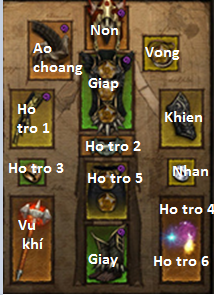 Non
Ao
choang
Vong
Giap
Hỗ
tro 1
Khien
Ho tro 2
Ho tro 3
Nhan
Ho tro 5
Ho tro 4
Vu
khí
Giay
Ho tro 6